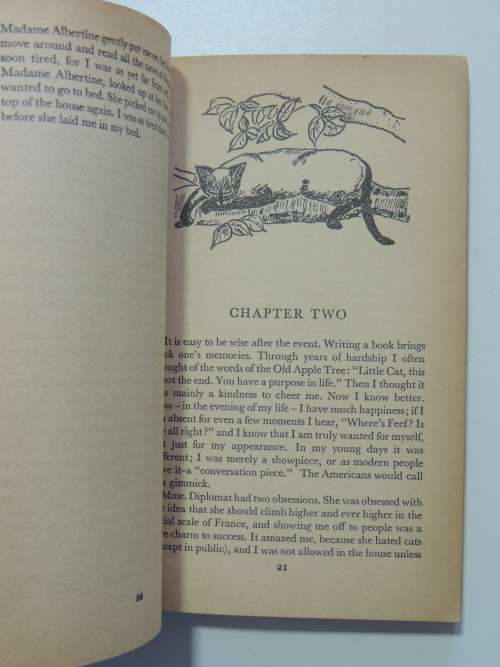 Madame Albertine gently put me on the
move around and read all the news of the
soon tired, for I was as yet far from
Madame Albertine, looked up at her
wanted to go to bed. She picked me up
top of the house again. I was so tired that
before she laid me in my bed.
20
CHAPTER TWO
It is easy to be wise after the event. Writing a book brings
ck one's memories. Through years of hardship I often
ought of the words of the Old Apple Tree: "Little Cat, this
not the end. You have a purpose in life." Then I thought it
as mainly a kindness to cheer me. Now I know better.
ow – in the evening of my life – I have much happiness; if I
absent for even a few moments I hear, "Where's Feef? Is
e all right?" and I know that I am truly wanted for myself,
t just for my appearance. In my young days it was
fferent; I was merely a showpiece, or as modern people
ve it–a "conversation piece." The Americans would call
a gimmick.
Mme. Diplomat had two obsessions. She was obsessed with
e idea that she should climb higher and ever higher in the
cial scale of France, and showing me off to people was a
re charm to success. It amazed me, because she hated cats
cept in public), and I was not allowed in the house unless
21